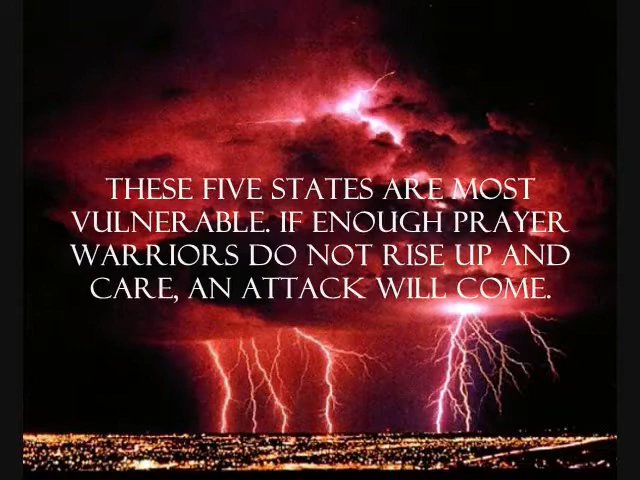 THESE FIVE STATES ARE MOST
VULNERABLE. IF ENOUGH PRAYER
WARRIORS DO NOT RISE UP AND
CARE, AN ATTACK WILL COME.